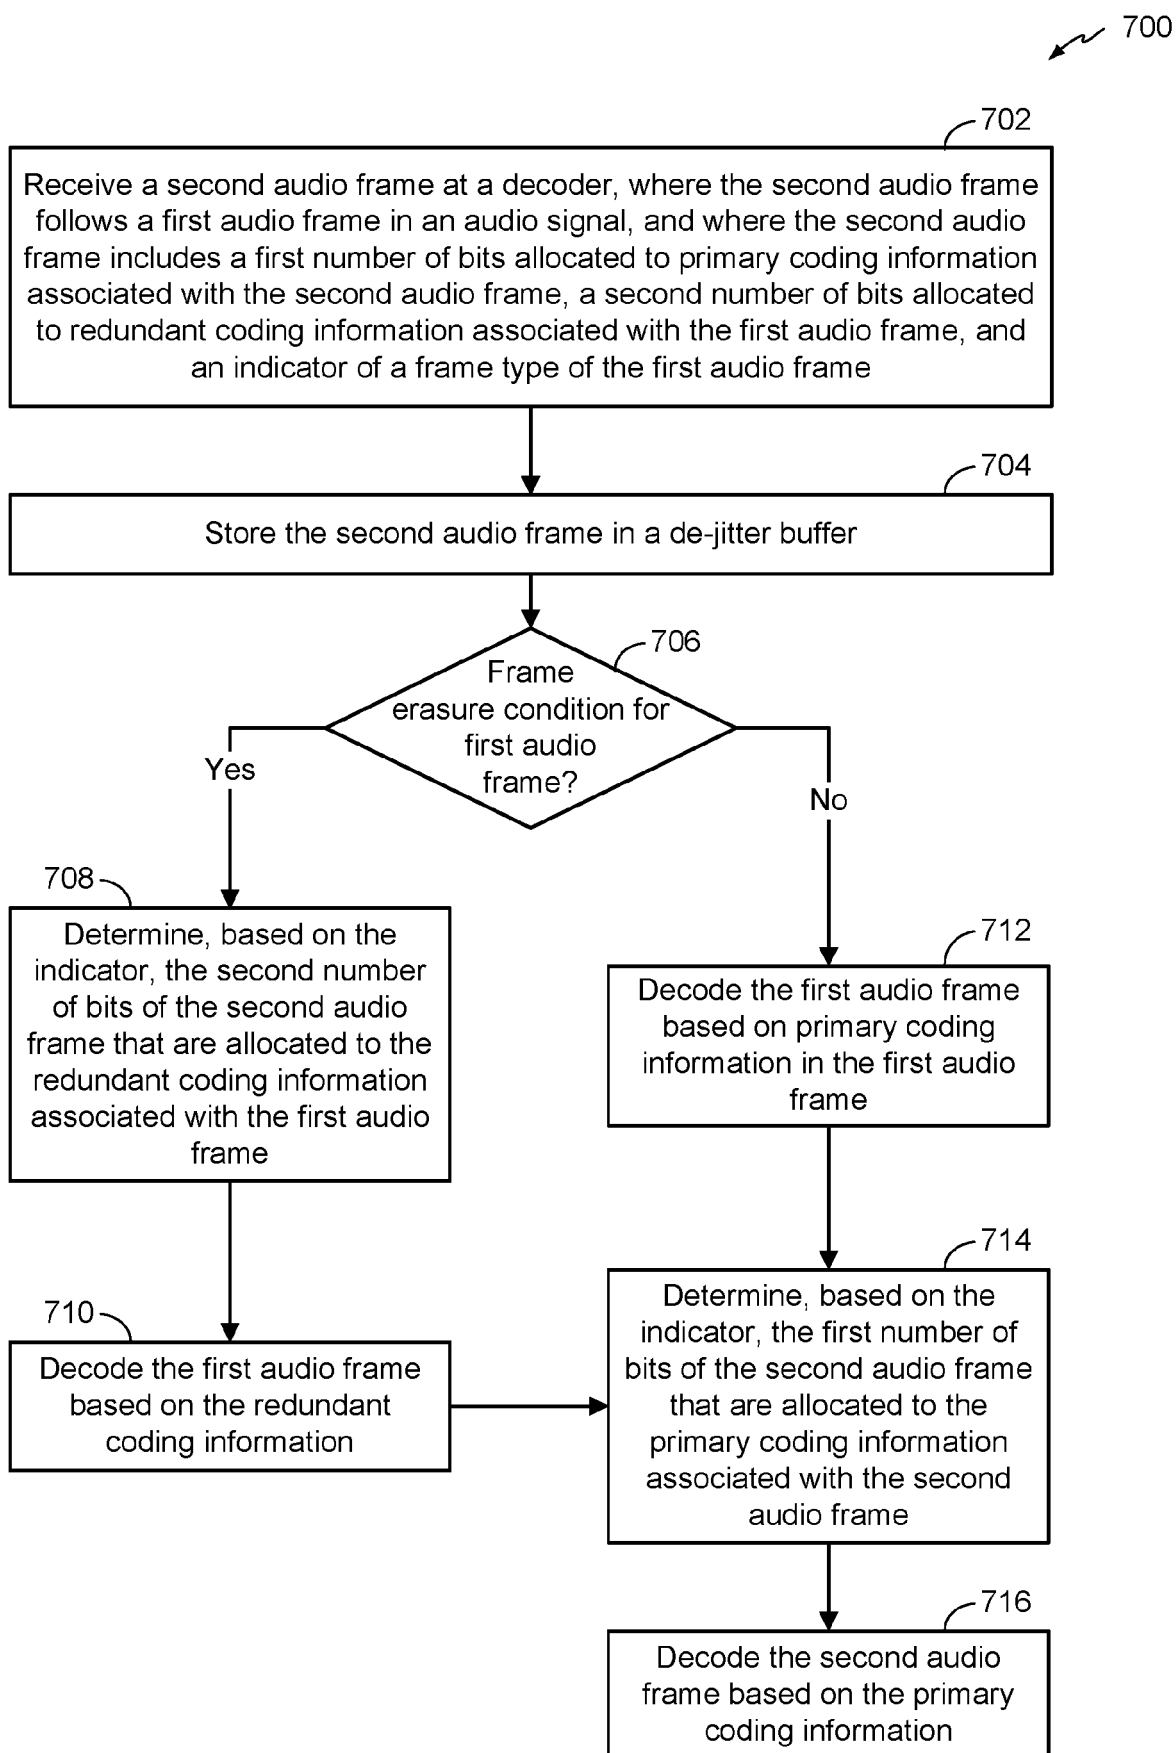 700
702
Receive a second audio frame at a decoder, where the second audio frame
follows a first audio frame in an audio signal, and where the second audio
frame includes a first number of bits allocated to primary coding information
associated with the second audio frame, a second number of bits allocated
to redundant coding information associated with the first audio frame, and
an indicator of a frame type of the first audio frame
704
Store the second audio frame in a de-jitter buffer
706
Frame
erasure condition for
first audio
frame?
Yes
No
708
Determine, based on the
indicator, the second number
of bits of the second audio
frame that are allocated to the
redundant coding information
associated with the first audio
frame
712
Decode the first audio frame
based on primary coding
information in the first audio
frame
710
Decode the first audio frame
based on the redundant
coding information
714
Determine, based on the
indicator, the first number of
bits of the second audio frame
that are allocated to the
primary coding information
associated with the second
audio frame
716
Decode the second audio
frame based on the primary
coding information